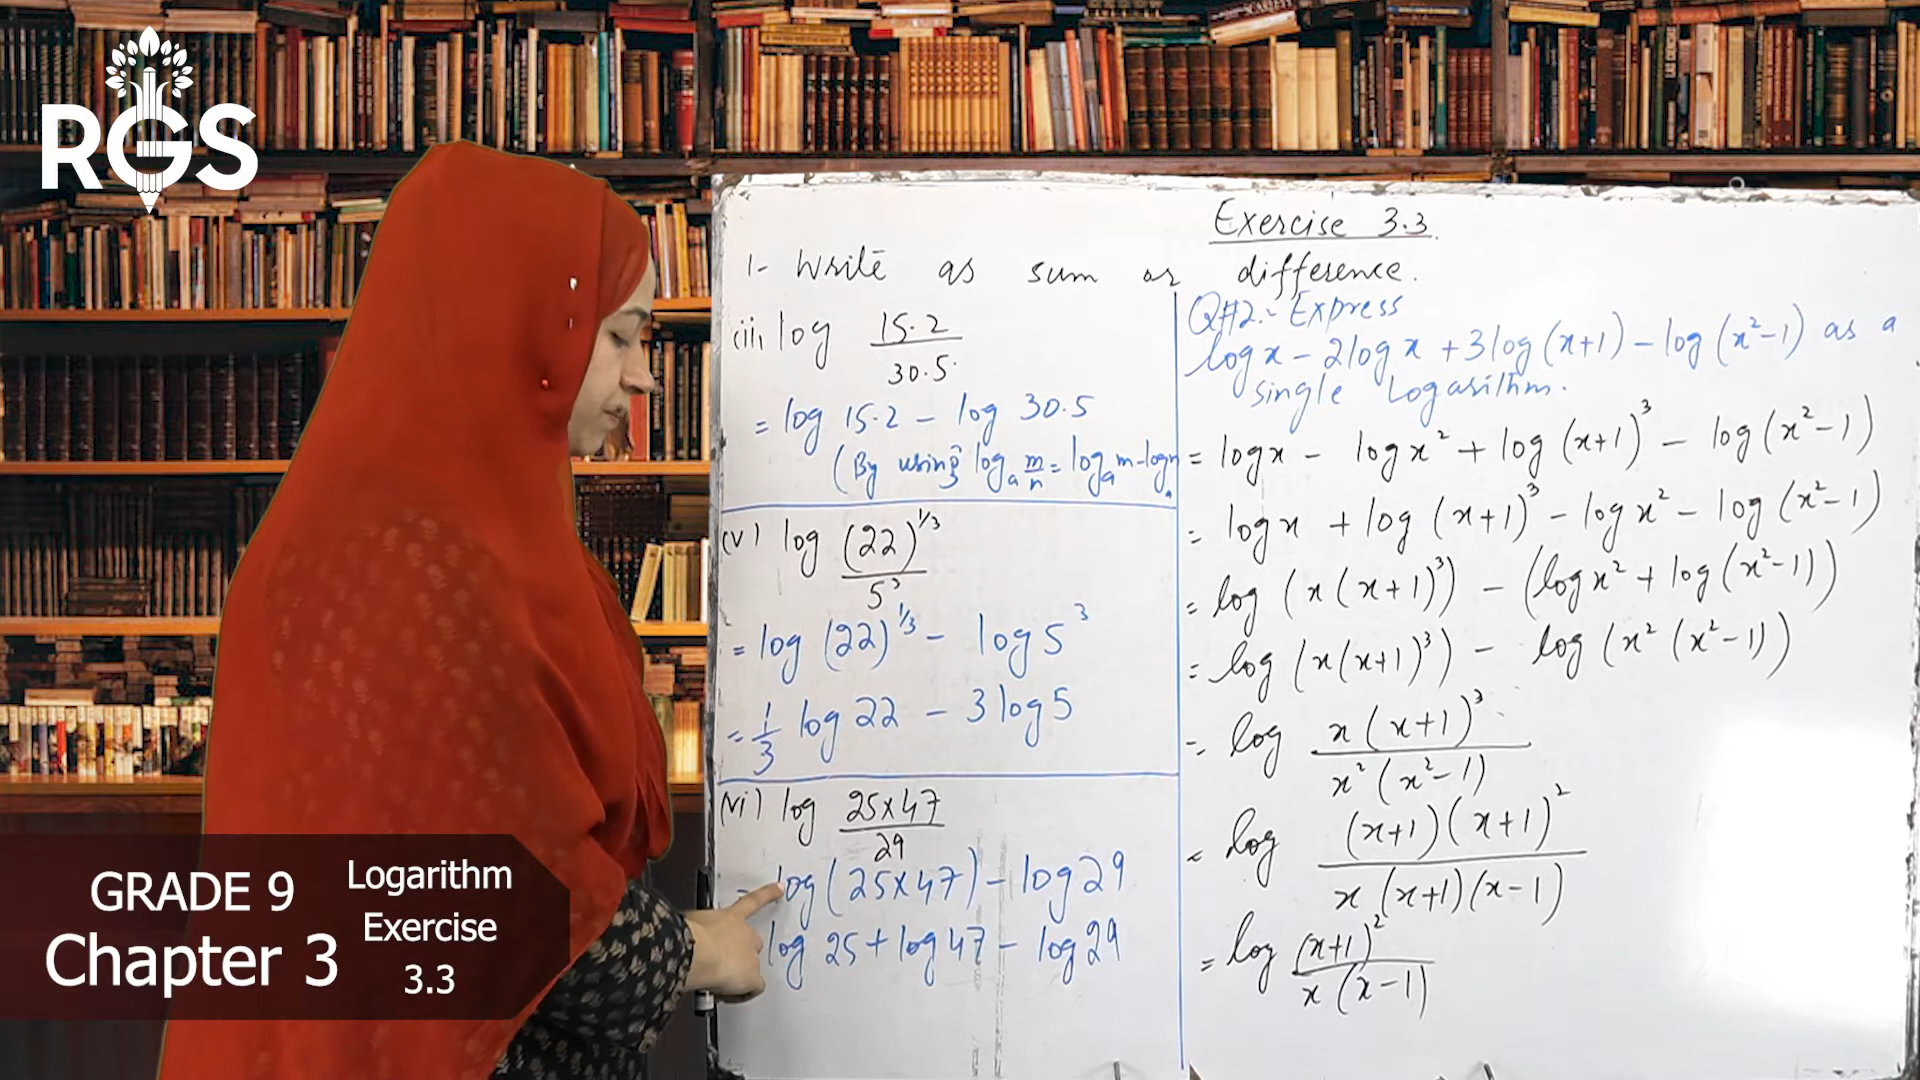 RGS
Exercise 3.3
1- Write as sum or difference.
iii, log 15.2 / 30.5
= log 15.2 - log 30.5
(By using log_a m/n = log_a m - log_a n
(v) log (22)^1/3 / 5^3
= log (22)^1/3 - log 5^3
= 1/3 log 22 - 3 log 5
(vi) log 25×47 / 29
= log (25×47) - log 29
log 25 + log 47 - log 29
Q#2:- Express
log x - 2 log x + 3 log (x+1) - log (x²-1) as a
single Logarithm.
= log x - log x² + log (x+1)³ - log (x²-1)
= log x + log (x+1)³ - log x² - log (x²-1)
= log (x(x+1)³) - (log x² + log (x²-1))
= log (x(x+1)³) - log (x²(x²-1))
= log x(x+1)³ / x²(x²-1)
= log (x+1)(x+1)² / x(x+1)(x-1)
= log (x+1)² / x(x-1)
GRADE 9
Chapter 3
Logarithm
Exercise
3.3